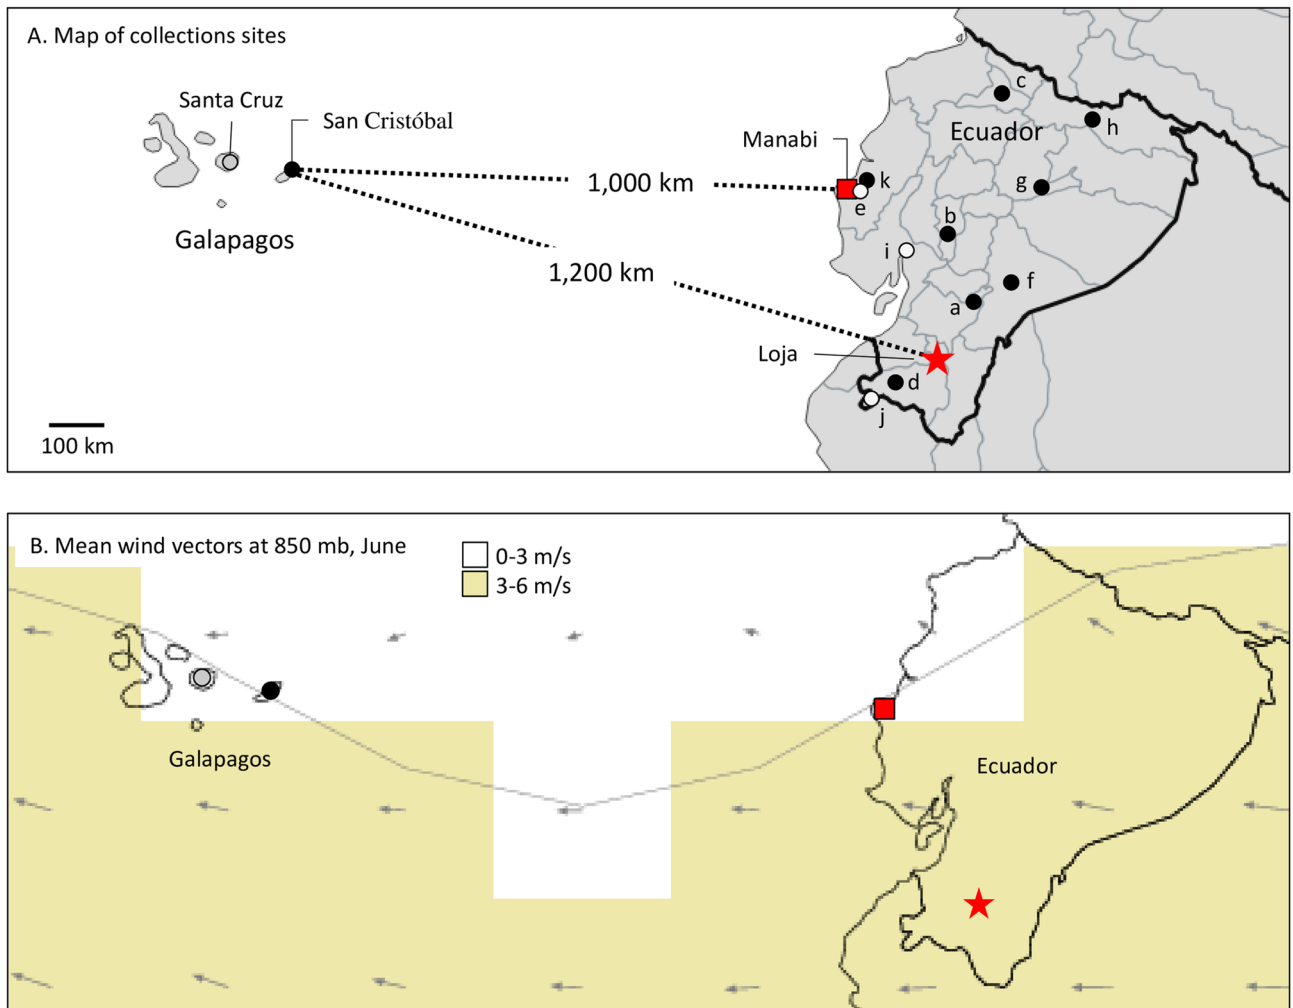 A. Map of collections sites
Santa Cruz
San Cristóbal
Galapagos
1,000 km
1,200 km
Manabi
Ecuador
Loja
c
h
k
e
g
b
i
f
a
d
j
100 km
B. Mean wind vectors at 850 mb, June
0-3 m/s
3-6 m/s
Galapagos
Ecuador